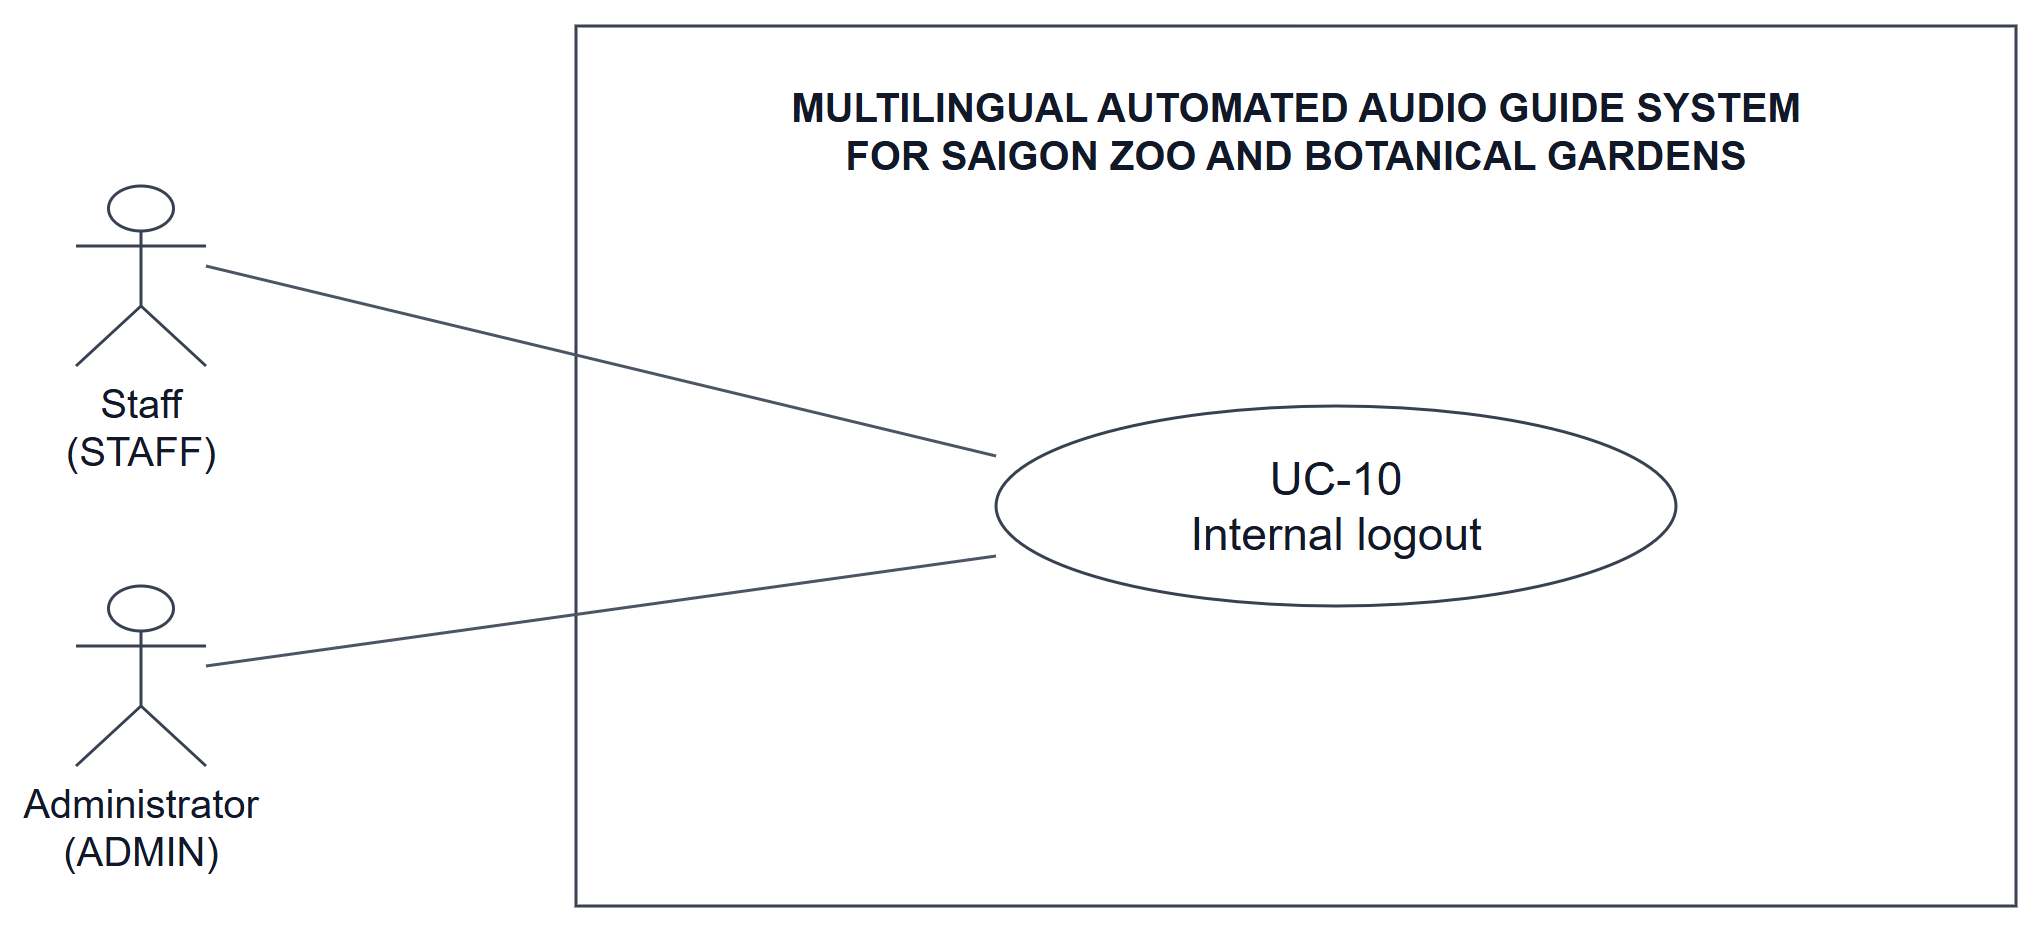 MULTILINGUAL AUTOMATED AUDIO GUIDE SYSTEM
FOR SAIGON ZOO AND BOTANICAL GARDENS
Staff
(STAFF)
UC-10
Internal logout
Administrator
(ADMIN)